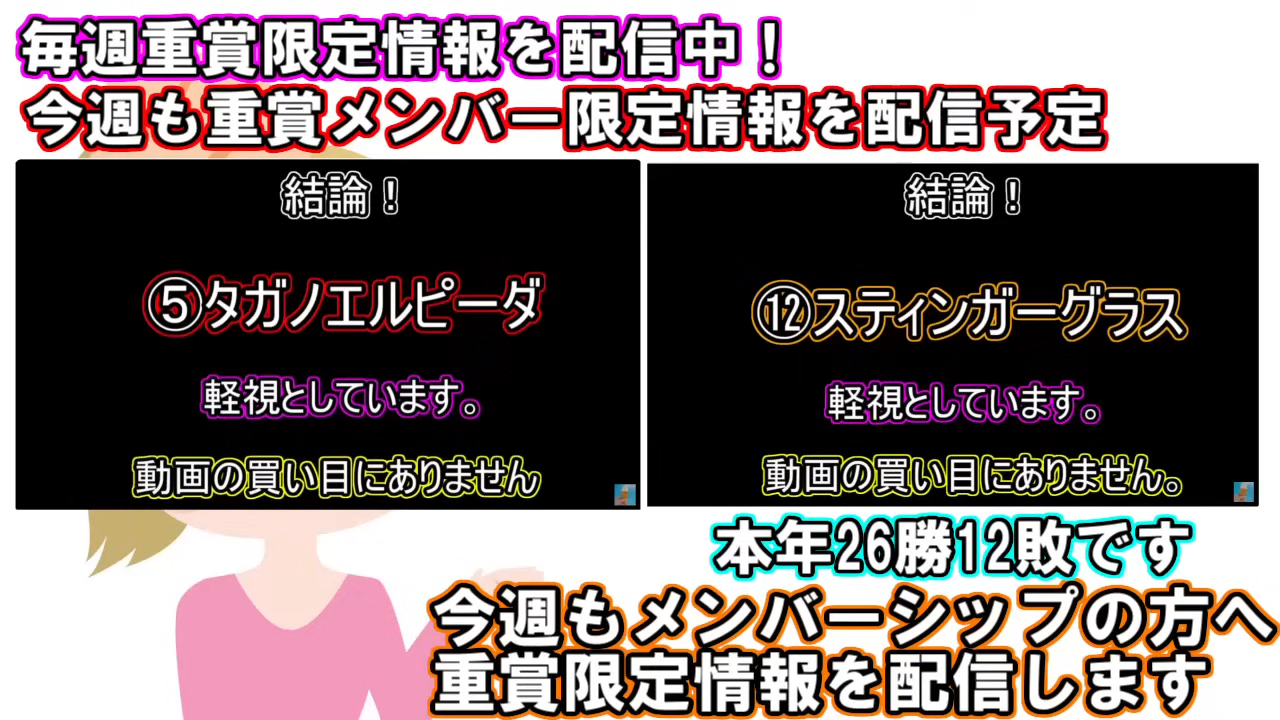 毎週重賞限定情報を配信中！
今週も重賞メンバー限定情報を配信予定
結論！
⑤タガノエルピーダ
軽視としています。
動画の買い目にありません
結論！
⑫スティンガーグラス
軽視としています。
動画の買い目にありません。
本年26勝12敗です
今週もメンバーシップの方へ
重賞限定情報を配信します